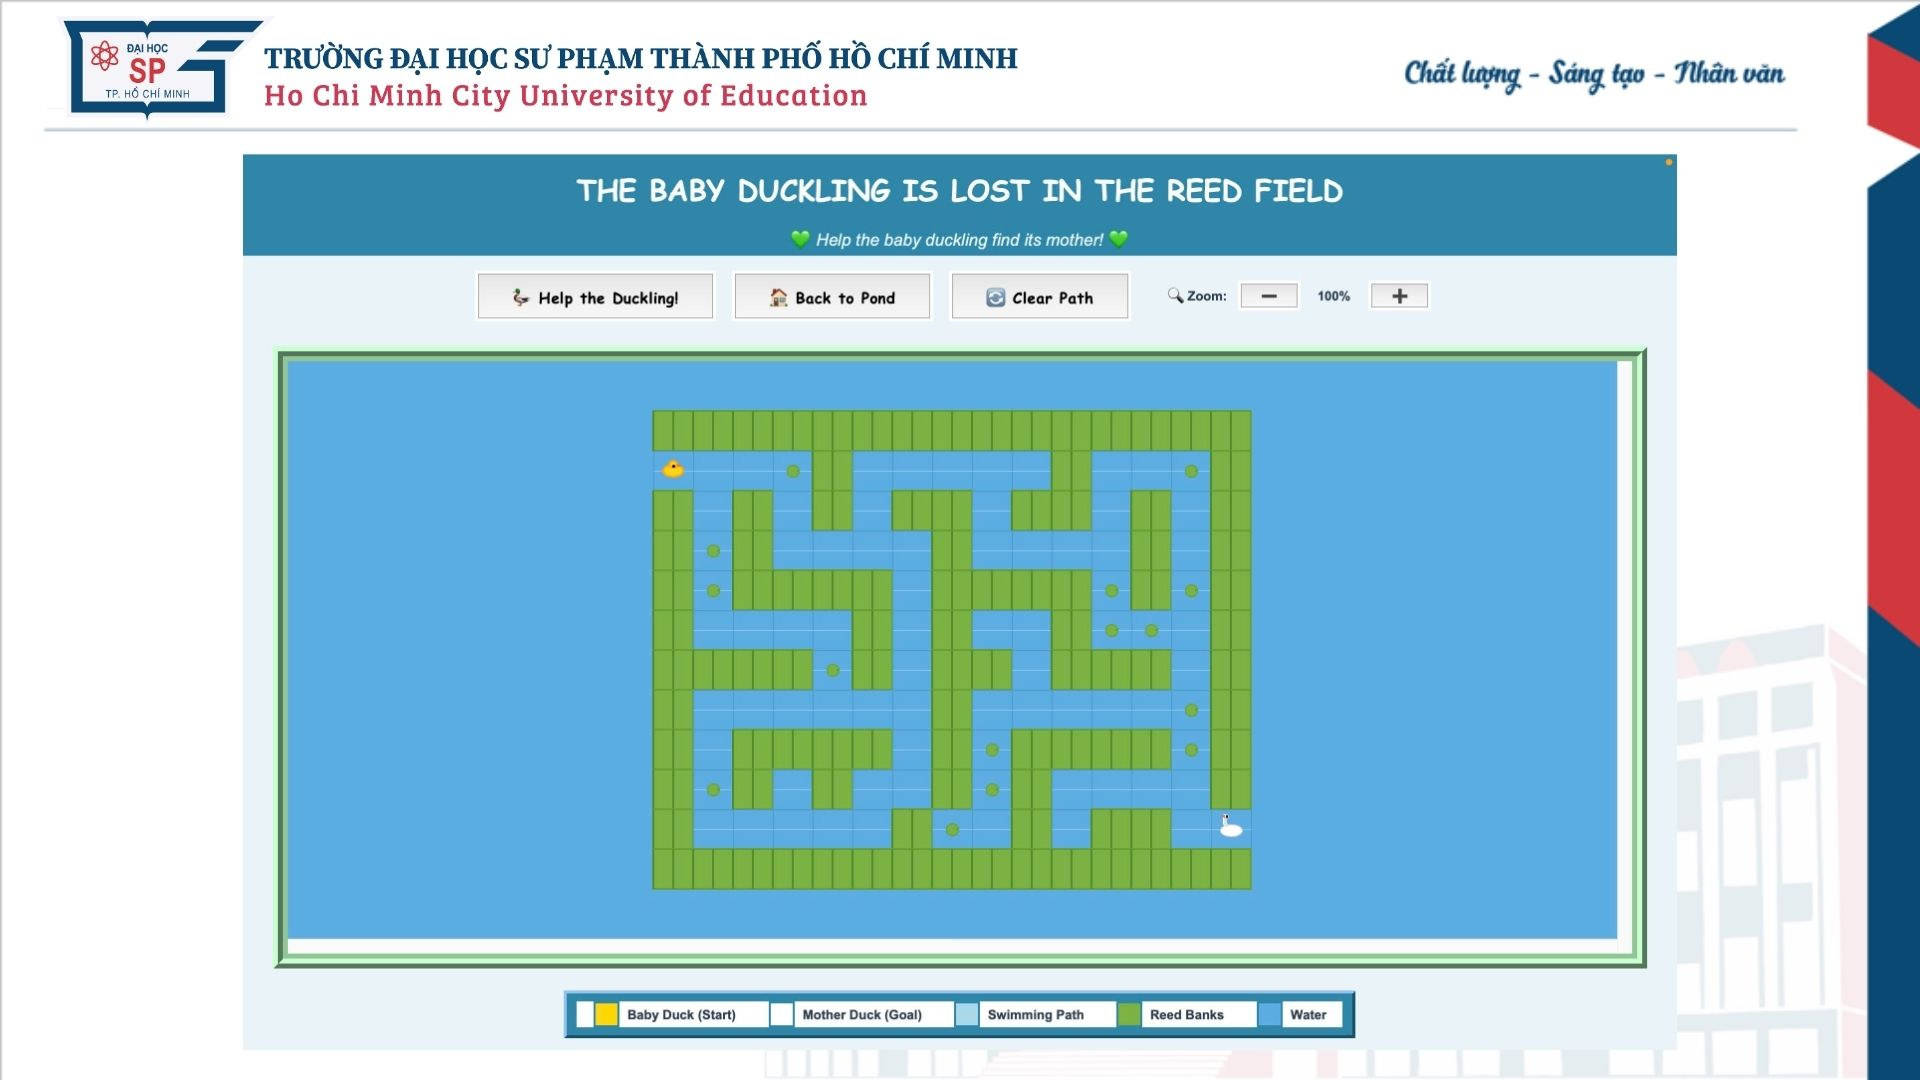 ĐẠI HỌC
SP
TP. HỒ CHÍ MINH
TRƯỜNG ĐẠI HỌC SƯ PHẠM THÀNH PHỐ HỒ CHÍ MINH
Ho Chi Minh City University of Education
Chất lượng - Sáng tạo - Nhân văn
THE BABY DUCKLING IS LOST IN THE REED FIELD
💚 Help the baby duckling find its mother! 💚
🦆 Help the Duckling!
🏠 Back to Pond
🔄 Clear Path
🔍 Zoom: − 100% +
Baby Duck (Start)
Mother Duck (Goal)
Swimming Path
Reed Banks
Water